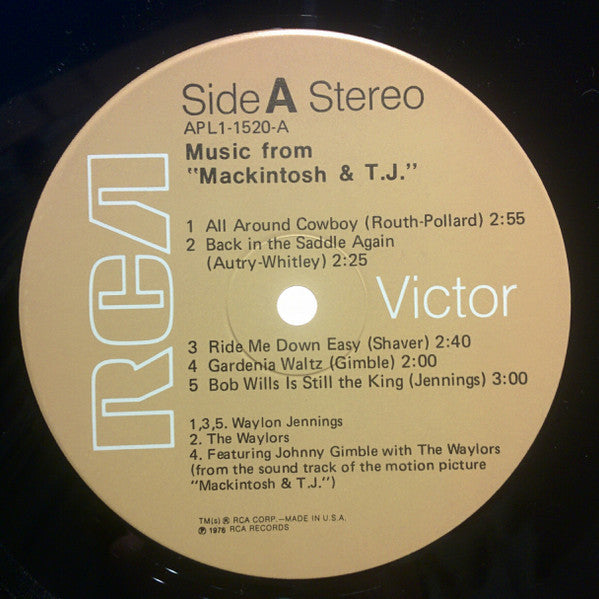 Side A Stereo
APL1-1520-A
Music from
"Mackintosh & T.J."
1 All Around Cowboy (Routh-Pollard) 2:55
2 Back in the Saddle Again
(Autry-Whitley) 2:25
RCA
Victor
3 Ride Me Down Easy (Shaver) 2:40
4 Gardenia Waltz (Gimble) 2:00
5 Bob Wills Is Still the King (Jennings) 3:00
1,3,5. Waylon Jennings
2. The Waylors
4. Featuring Johnny Gimble with The Waylors
(from the sound track of the motion picture
"Mackintosh & T.J.")
TM(s) ® RCA CORP.—MADE IN U.S.A.
℗ 1976 RCA RECORDS